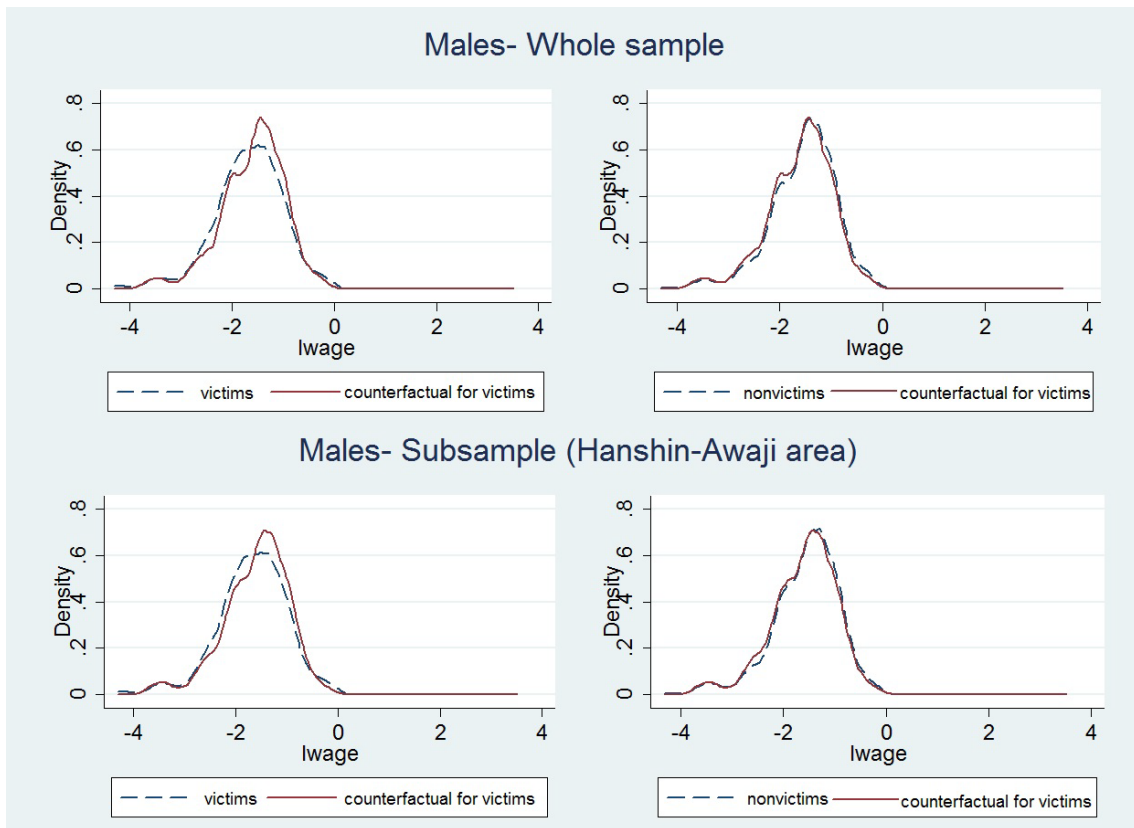 Males- Whole sample
Density
0 .2 .4 .6 .8
-4 -2 0 2 4
lwage
victims counterfactual for victims
Density
0 .2 .4 .6 .8
-4 -2 0 2 4
lwage
nonvictims counterfactual for victims
Males- Subsample (Hanshin-Awaji area)
Density
0 .2 .4 .6 .8
-4 -2 0 2 4
lwage
victims counterfactual for victims
Density
0 .2 .4 .6 .8
-4 -2 0 2 4
lwage
nonvictims counterfactual for victims